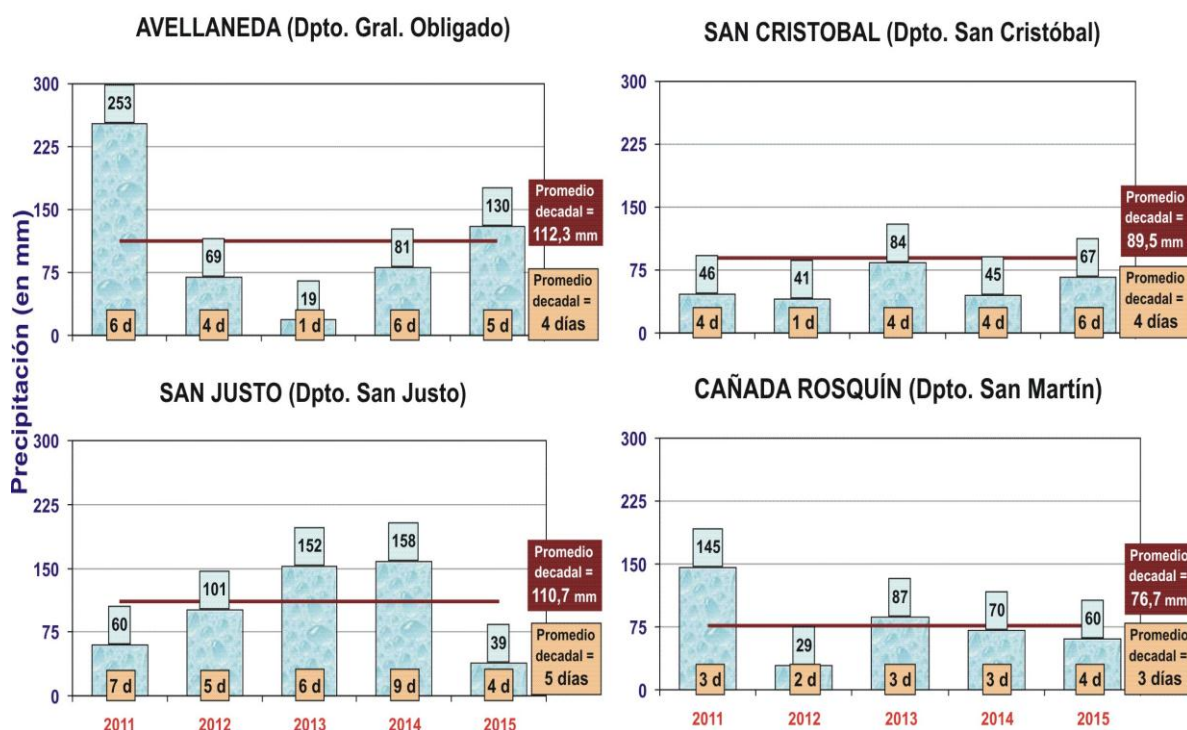 AVELLANEDA (Dpto. Gral. Obligado)
Precipitación (en mm)
300
225
150
75
0
253
69
19
81
130
6 d
4 d
1 d
6 d
5 d
Promedio
decadal =
112,3 mm
Promedio
decadal =
4 días
SAN CRISTOBAL (Dpto. San Cristóbal)
300
225
150
75
0
46
41
84
45
67
4 d
1 d
4 d
4 d
6 d
Promedio
decadal =
89,5 mm
Promedio
decadal =
4 días
SAN JUSTO (Dpto. San Justo)
300
225
150
75
0
60
101
152
158
39
7 d
5 d
6 d
9 d
4 d
2011
2012
2013
2014
2015
Promedio
decadal =
110,7 mm
Promedio
decadal =
5 días
CAÑADA ROSQUÍN (Dpto. San Martín)
300
225
150
75
0
145
29
87
70
60
3 d
2 d
3 d
3 d
4 d
2011
2012
2013
2014
2015
Promedio
decadal =
76,7 mm
Promedio
decadal =
3 días